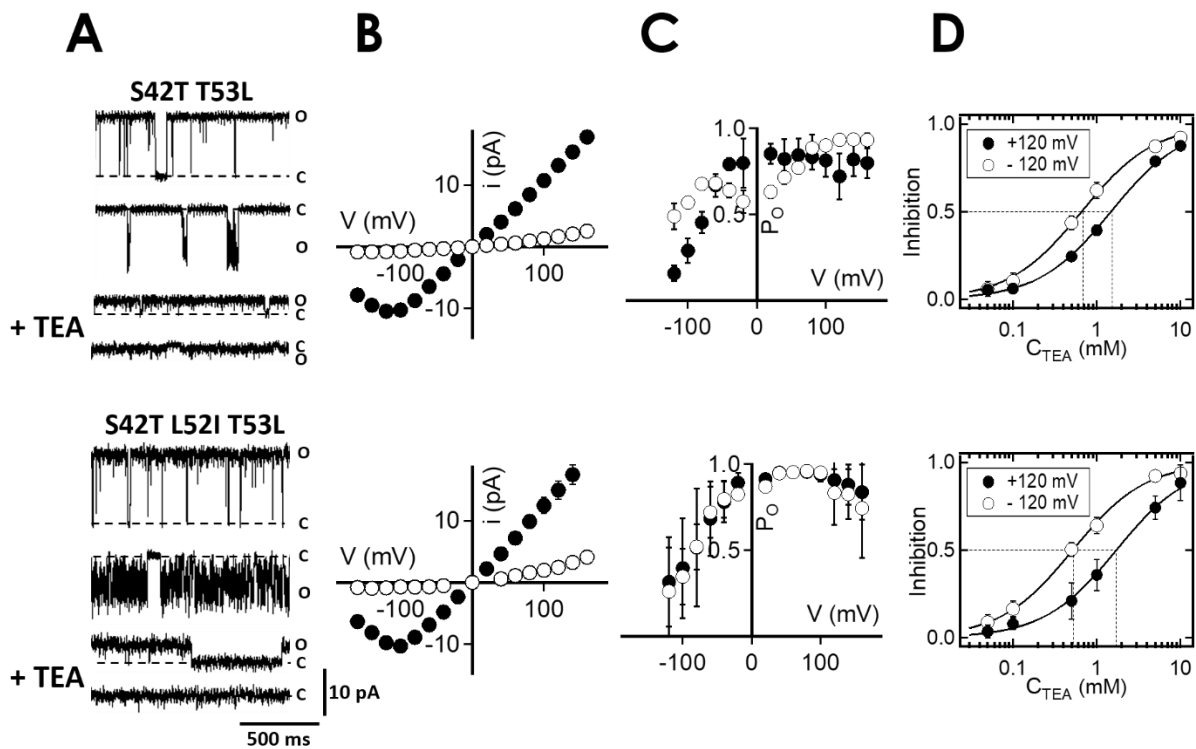 A B C D
S42T T53L
O
C
C
O
+ TEA
O
C
C
O
i (pA)
10
V (mV)
-100
100
-10
1.0
0.5
Po
V (mV)
-100 0 100
Inhibition
1.0
0.5
0.0
+120 mV
- 120 mV
0.1 1 10
CTEA (mM)
S42T L52I T53L
O
C
C
O
+ TEA
O
C
C
10 pA
500 ms
i (pA)
10
V (mV)
-100
100
-10
1.0
0.5
Po
V (mV)
-100 0 100
Inhibition
1.0
0.5
0.0
+120 mV
- 120 mV
0.1 1 10
CTEA (mM)